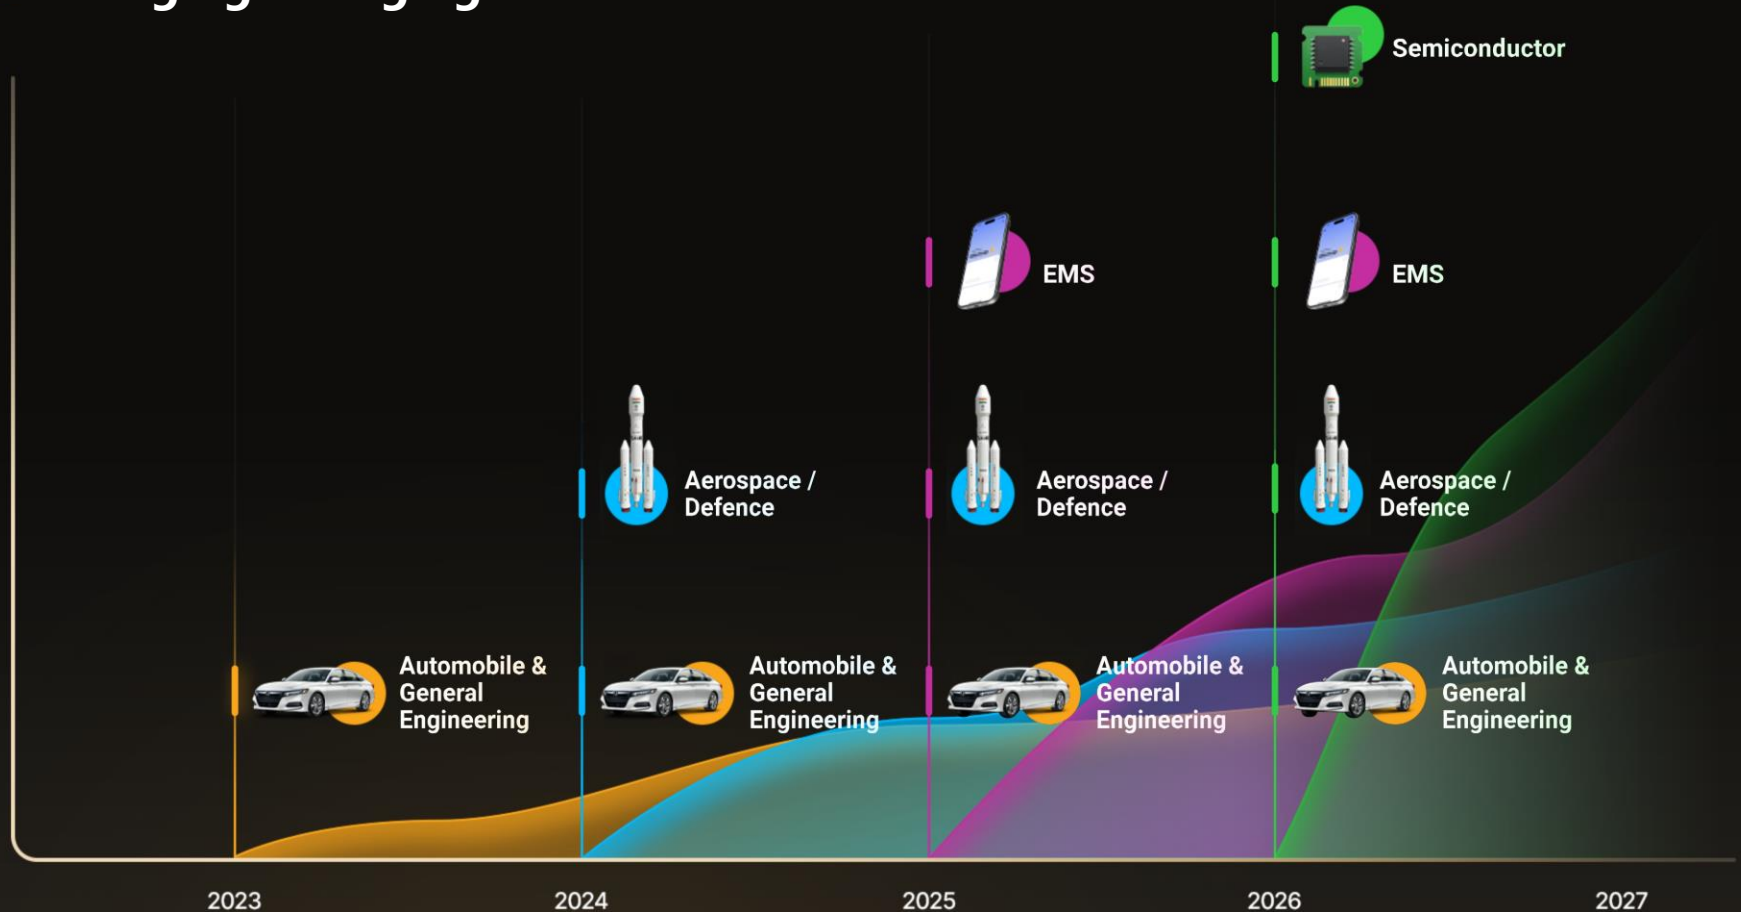 Semiconductor
EMS
EMS
Aerospace /
Defence
Aerospace /
Defence
Aerospace /
Defence
Automobile &
General
Engineering
Automobile &
General
Engineering
Automobile &
General
Engineering
Automobile &
General
Engineering
2023
2024
2025
2026
2027